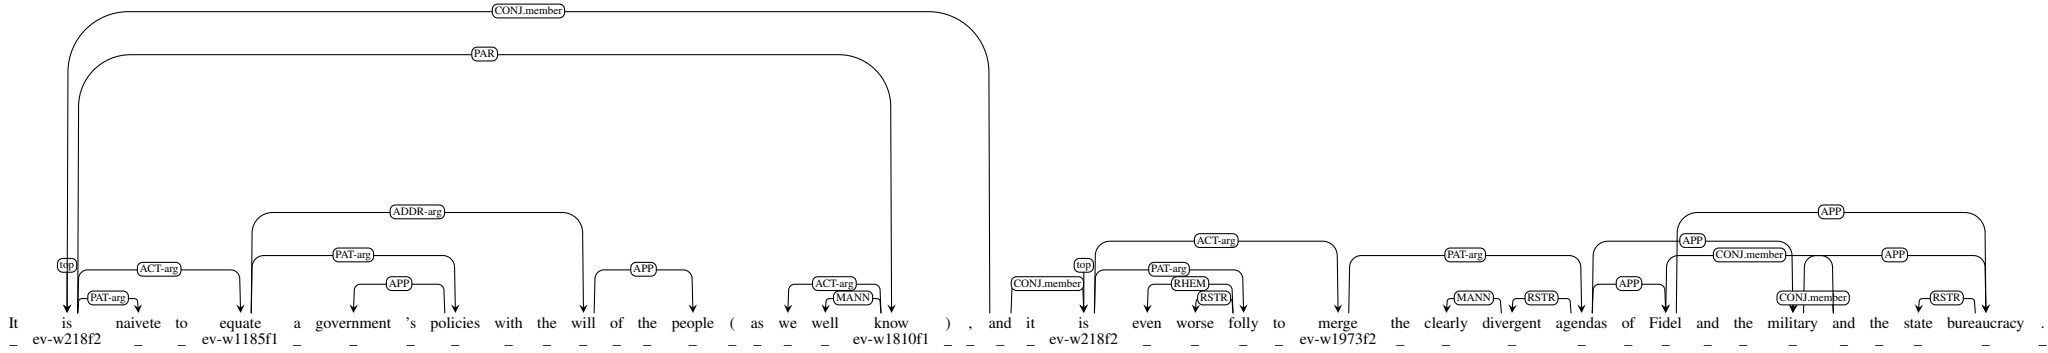 CONJ.member
PAR
ADDR-arg APP
ACT-arg APP
PAT-arg PAT-arg CONJ.member APP
top ACT-arg APP top PAT-arg
CONJ.member ACT-arg RHEM APP
PAT-arg APP MANN RSTR MANN RSTR CONJ.member RSTR
It is naivete to equate a government 's policies with the will of the people ( as we well know ) , and it is even worse folly to merge the clearly divergent agendas of Fidel and the military and the state bureaucracy .
_ ev-w218f2 _ _ ev-w1185f1 _ _ _ _ _ _ _ _ _ _ _ _ _ _ ev-w1810f1 _ _ _ _ ev-w218f2 _ _ _ _ ev-w1973f2 _ _ _ _ _ _ _ _ _ _ _ _ _ _